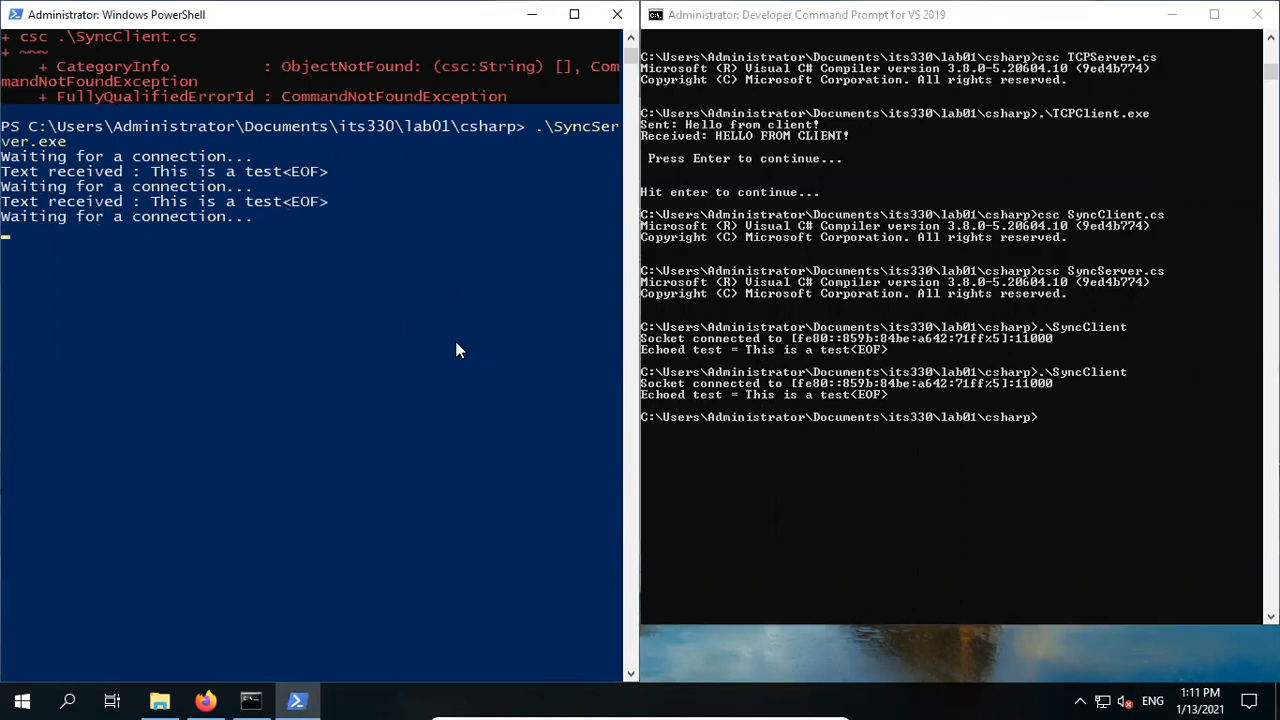 Administrator: Windows PowerShell
+ csc .\SyncClient.cs
+ ~~~
+ CategoryInfo : ObjectNotFound: (csc:String) [], Com
mandNotFoundException
+ FullyQualifiedErrorId : CommandNotFoundException
PS C:\Users\Administrator\Documents\its330\lab01\csharp> .\SyncSer
ver.exe
Waiting for a connection...
Text received : This is a test<EOF>
Waiting for a connection...
Text received : This is a test<EOF>
Waiting for a connection...
Administrator: Developer Command Prompt for VS 2019
C:\Users\Administrator\Documents\its330\lab01\csharp>csc TCPServer.cs
Microsoft (R) Visual C# Compiler version 3.8.0-5.20604.10 (9ed4b774)
Copyright (C) Microsoft Corporation. All rights reserved.
C:\Users\Administrator\Documents\its330\lab01\csharp>.\TCPClient.exe
Sent: Hello from client!
Received: HELLO FROM CLIENT!
Press Enter to continue...
Hit enter to continue...
C:\Users\Administrator\Documents\its330\lab01\csharp>csc SyncClient.cs
Microsoft (R) Visual C# Compiler version 3.8.0-5.20604.10 (9ed4b774)
Copyright (C) Microsoft Corporation. All rights reserved.
C:\Users\Administrator\Documents\its330\lab01\csharp>csc SyncServer.cs
Microsoft (R) Visual C# Compiler version 3.8.0-5.20604.10 (9ed4b774)
Copyright (C) Microsoft Corporation. All rights reserved.
C:\Users\Administrator\Documents\its330\lab01\csharp>.\SyncClient
Socket connected to [fe80::859b:84be:a642:71ff%5]:11000
Echoed test = This is a test<EOF>
C:\Users\Administrator\Documents\its330\lab01\csharp>.\SyncClient
Socket connected to [fe80::859b:84be:a642:71ff%5]:11000
Echoed test = This is a test<EOF>
C:\Users\Administrator\Documents\its330\lab01\csharp>
ENG
1:11 PM
1/13/2021